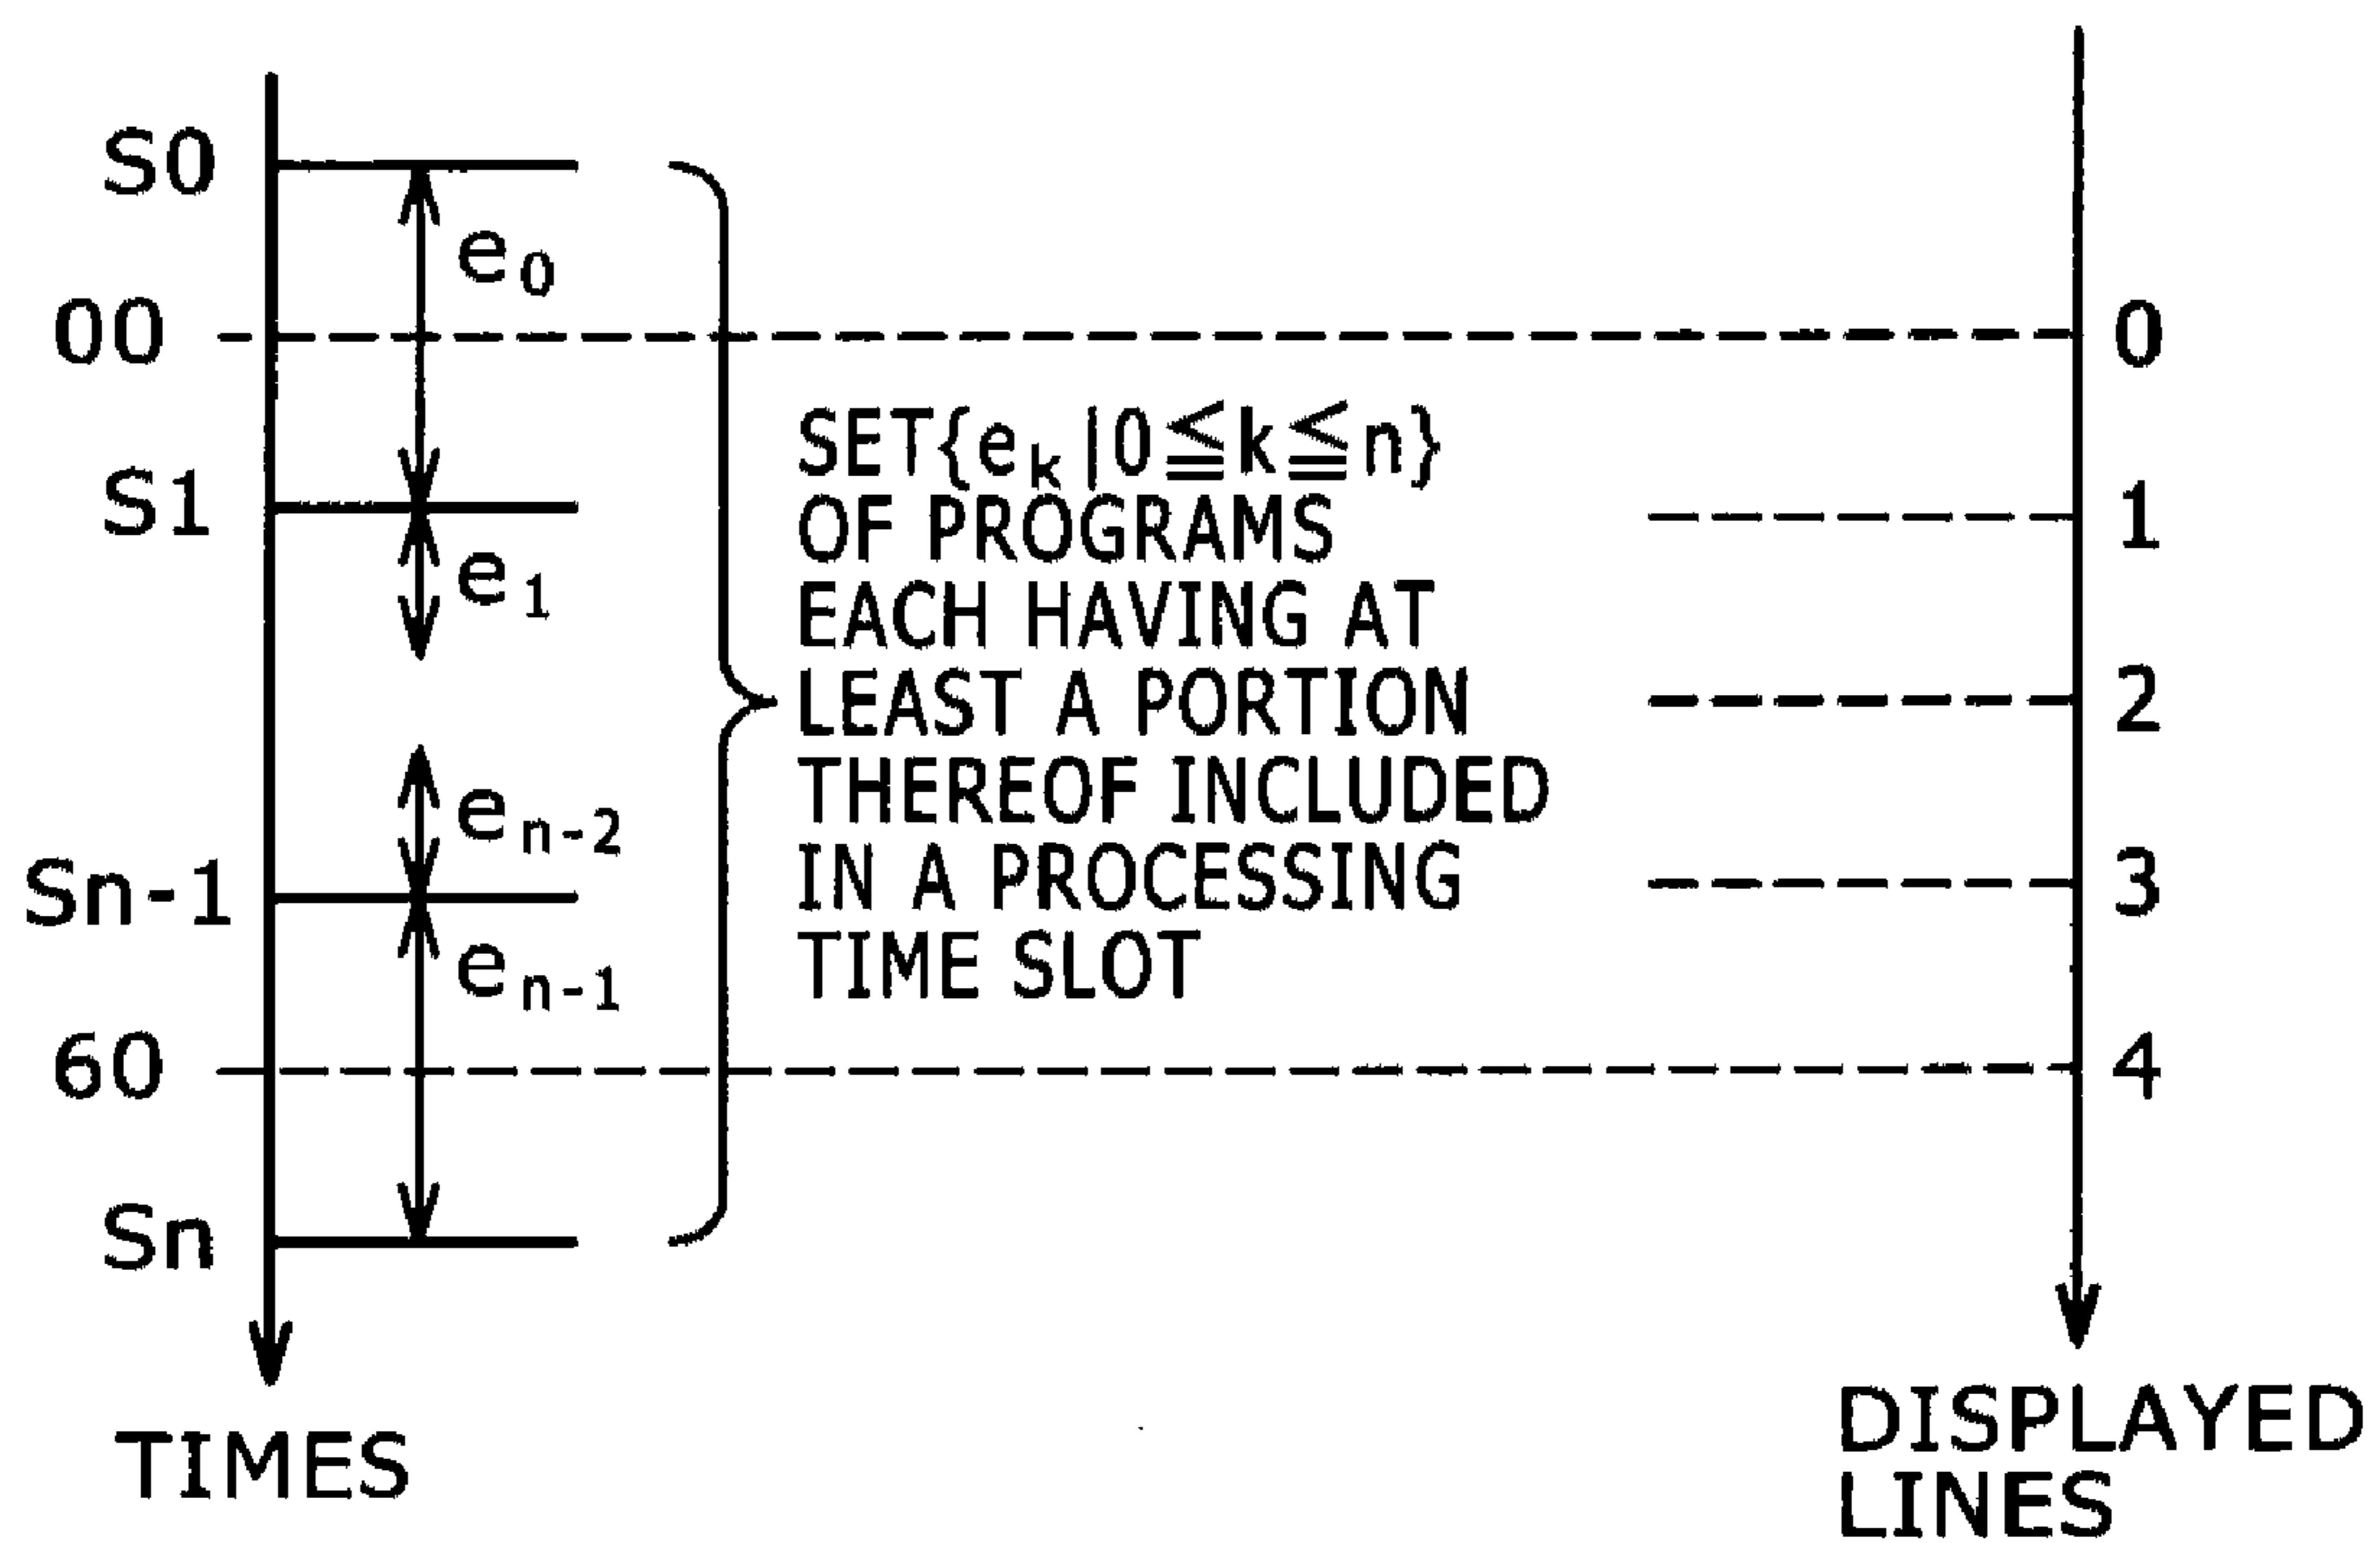 S0
e0
00
0
SET{ek|0≦k≦n}
S1
OF PROGRAMS
1
e1
EACH HAVING AT
LEAST A PORTION
2
THEREOF INCLUDED
en-2
Sn-1
IN A PROCESSING
3
en-1
TIME SLOT
60
4
Sn
TIMES
DISPLAYED
LINES